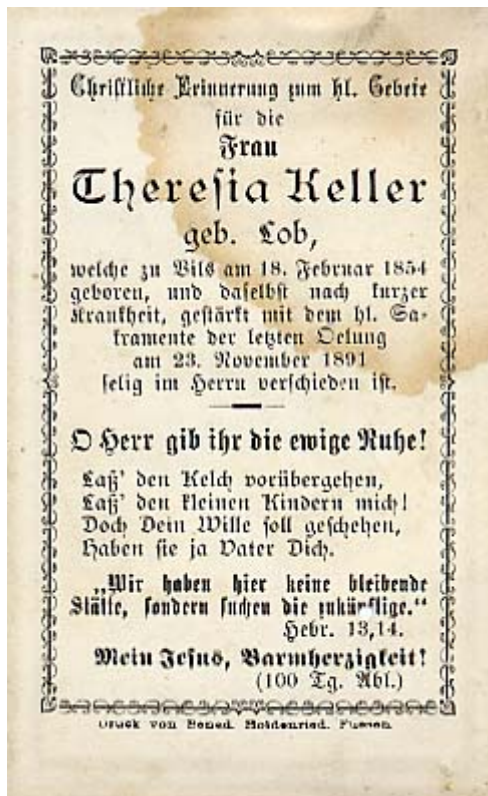 Christliche Erinnerung zum hl. Gebete
für die
Frau
Theresia Keller
geb. Lob,
welche zu Vils am 18. Februar 1854
geboren, und daselbst nach kurzer
Krankheit, gestärkt mit dem hl. Sa-
kramente der letzten Oelung
am 23. November 1891
selig im Herrn verschieden ist.
O Herr gib ihr die ewige Ruhe!
Laß' den Kelch vorübergehen,
Laß' den kleinen Kindern mich!
Doch Dein Wille soll geschehen,
Haben sie ja Vater Dich.
„Wir haben hier keine bleibende
Stätte, sondern suchen die zukünftige.“
Hebr. 13,14.
Mein Jesus, Barmherzigkeit!
(100 Tg. Abl.)
Druck von Bened. Holdenried. Fuessen.